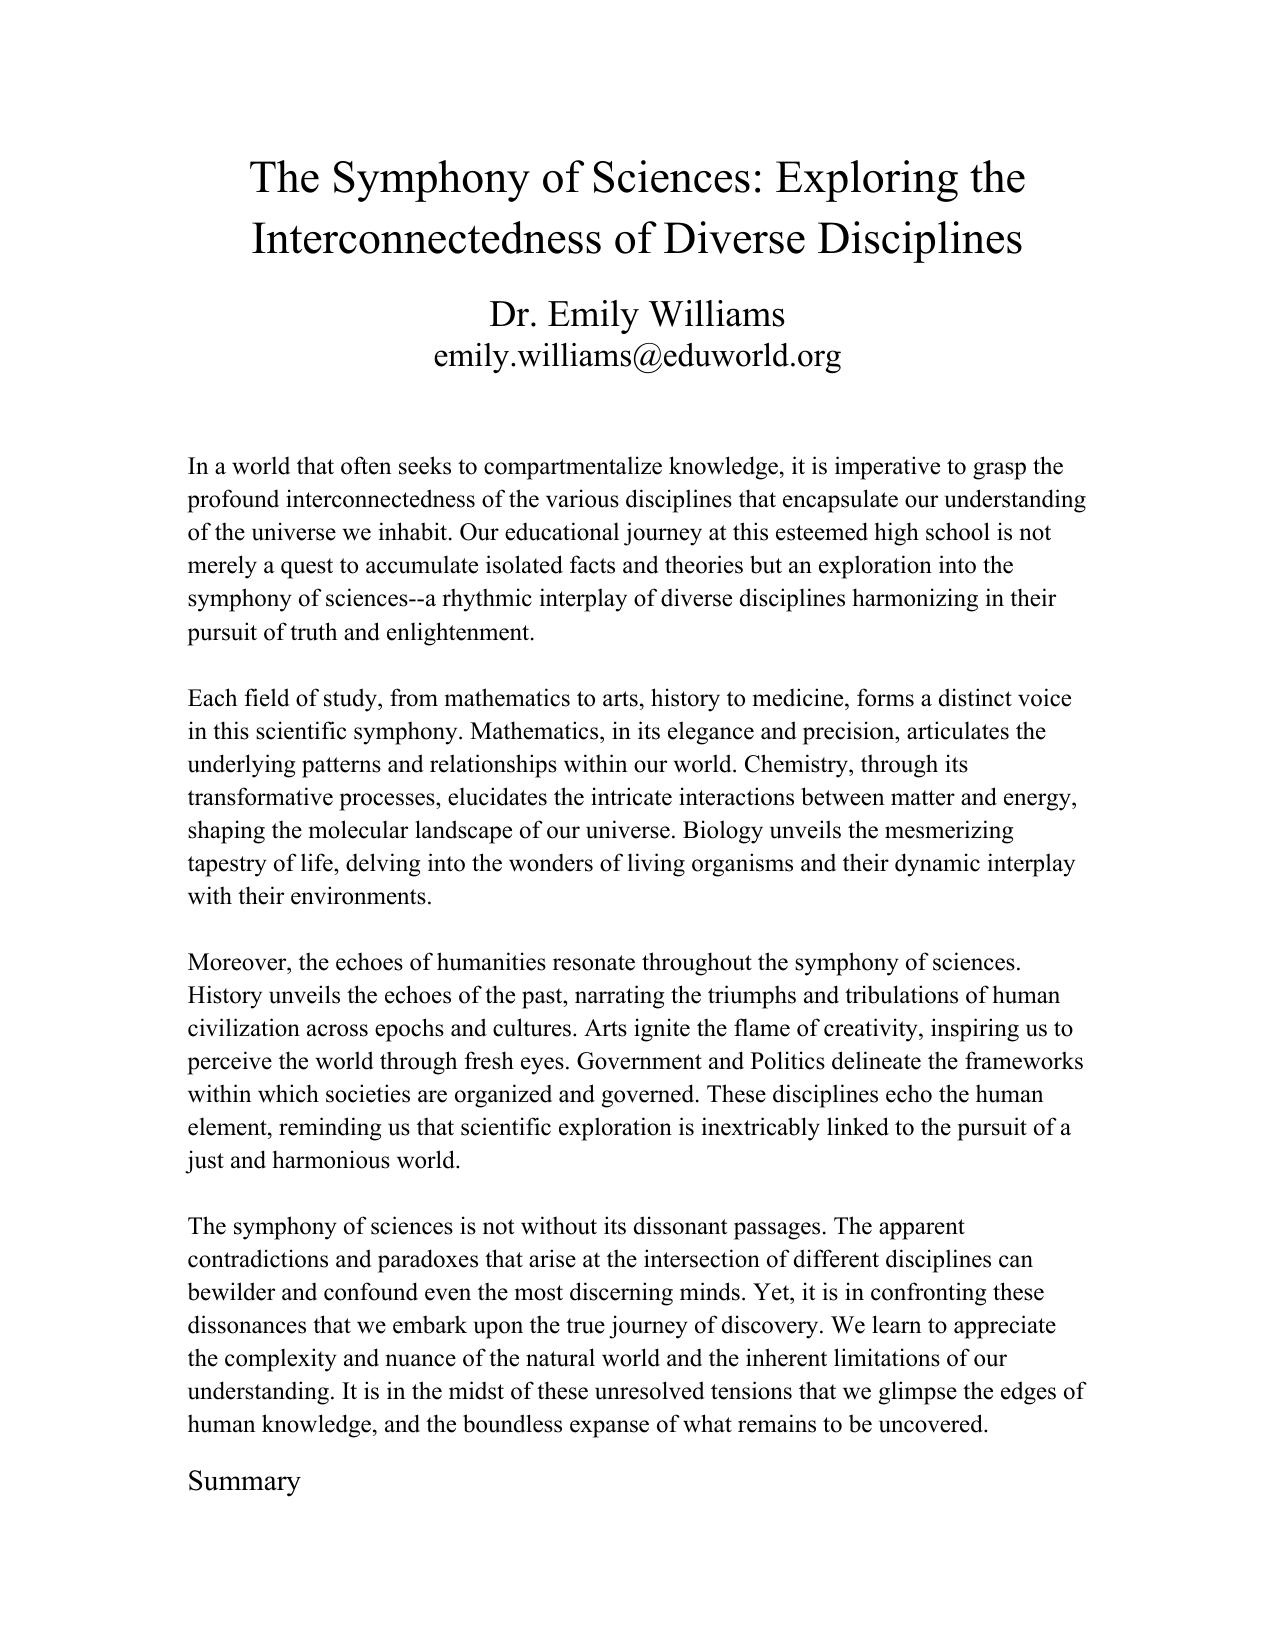 The Symphony of Sciences: Exploring the
Interconnectedness of Diverse Disciplines
Dr. Emily Williams
emily.williams@eduworld.org
In a world that often seeks to compartmentalize knowledge, it is imperative to grasp the
profound interconnectedness of the various disciplines that encapsulate our understanding
of the universe we inhabit. Our educational journey at this esteemed high school is not
merely a quest to accumulate isolated facts and theories but an exploration into the
symphony of sciences--a rhythmic interplay of diverse disciplines harmonizing in their
pursuit of truth and enlightenment.
Each field of study, from mathematics to arts, history to medicine, forms a distinct voice
in this scientific symphony. Mathematics, in its elegance and precision, articulates the
underlying patterns and relationships within our world. Chemistry, through its
transformative processes, elucidates the intricate interactions between matter and energy,
shaping the molecular landscape of our universe. Biology unveils the mesmerizing
tapestry of life, delving into the wonders of living organisms and their dynamic interplay
with their environments.
Moreover, the echoes of humanities resonate throughout the symphony of sciences.
History unveils the echoes of the past, narrating the triumphs and tribulations of human
civilization across epochs and cultures. Arts ignite the flame of creativity, inspiring us to
perceive the world through fresh eyes. Government and Politics delineate the frameworks
within which societies are organized and governed. These disciplines echo the human
element, reminding us that scientific exploration is inextricably linked to the pursuit of a
just and harmonious world.
The symphony of sciences is not without its dissonant passages. The apparent
contradictions and paradoxes that arise at the intersection of different disciplines can
bewilder and confound even the most discerning minds. Yet, it is in confronting these
dissonances that we embark upon the true journey of discovery. We learn to appreciate
the complexity and nuance of the natural world and the inherent limitations of our
understanding. It is in the midst of these unresolved tensions that we glimpse the edges of
human knowledge, and the boundless expanse of what remains to be uncovered.
Summary